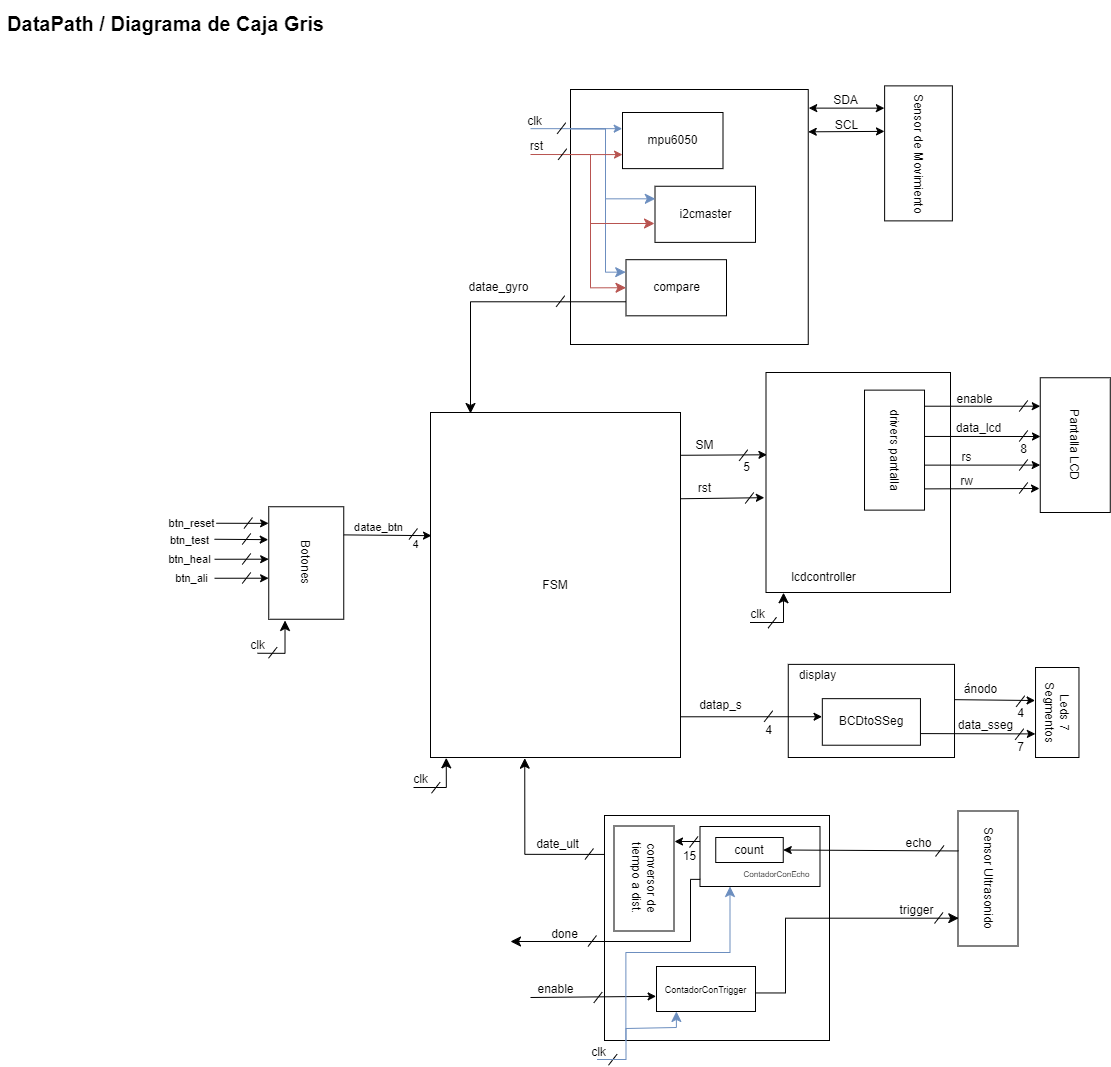 DataPath / Diagrama de Caja Gris
clk
rst
mpu6050
i2cmaster
compare
SDA
SCL
Sensor de Movimiento
datae_gyro
SM
5
rst
drivers pantalla
lcdcontroller
clk
enable
data_lcd
8
rs
rw
Pantalla LCD
btn_reset
btn_test
btn_heal
btn_ali
Botones
clk
datae_btn
4
FSM
clk
datap_s
4
display
BCDtoSSeg
ánodo
4
data_sseg
7
Leds 7
Segmentos
date_ult
conversor de
tiempo a dist.
15
count
ContadorConEcho
echo
trigger
Sensor Ultrasonido
done
enable
ContadorConTrigger
clk